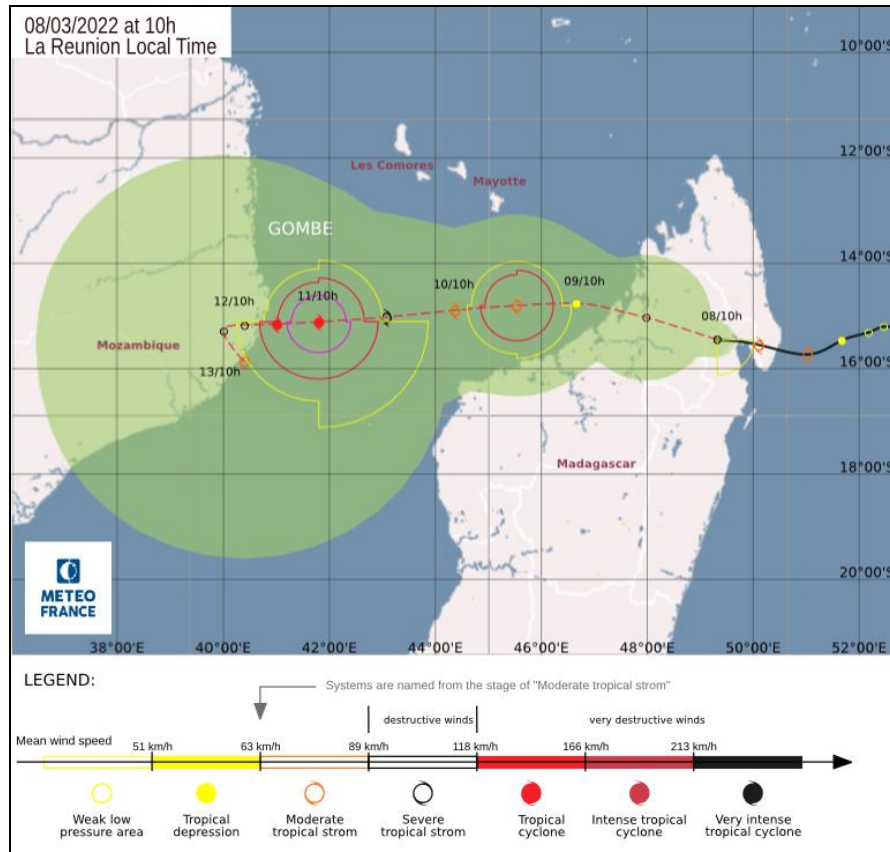 08/03/2022 at 10h
La Reunion Local Time
10°00'S
12°00'S
Les Comores
Mayotte
GOMBE
14°00'S
10/10h
09/10h
11/10h
12/10h
08/10h
Mozambique
13/10h
16°00'S
Madagascar
18°00'S
METEO
FRANCE
20°00'S
38°00'E
40°00'E
42°00'E
44°00'E
46°00'E
48°00'E
50°00'E
52°00'E
LEGEND:
Systems are named from the stage of "Moderate tropical strom"
destructive winds
very destructive winds
Mean wind speed
51 km/h
63 km/h
89 km/h
118 km/h
166 km/h
213 km/h
Weak low
pressure area
Tropical
depression
Moderate
tropical strom
Severe
tropical strom
Tropical
cyclone
Intense tropical
cyclone
Very intense
tropical cyclone